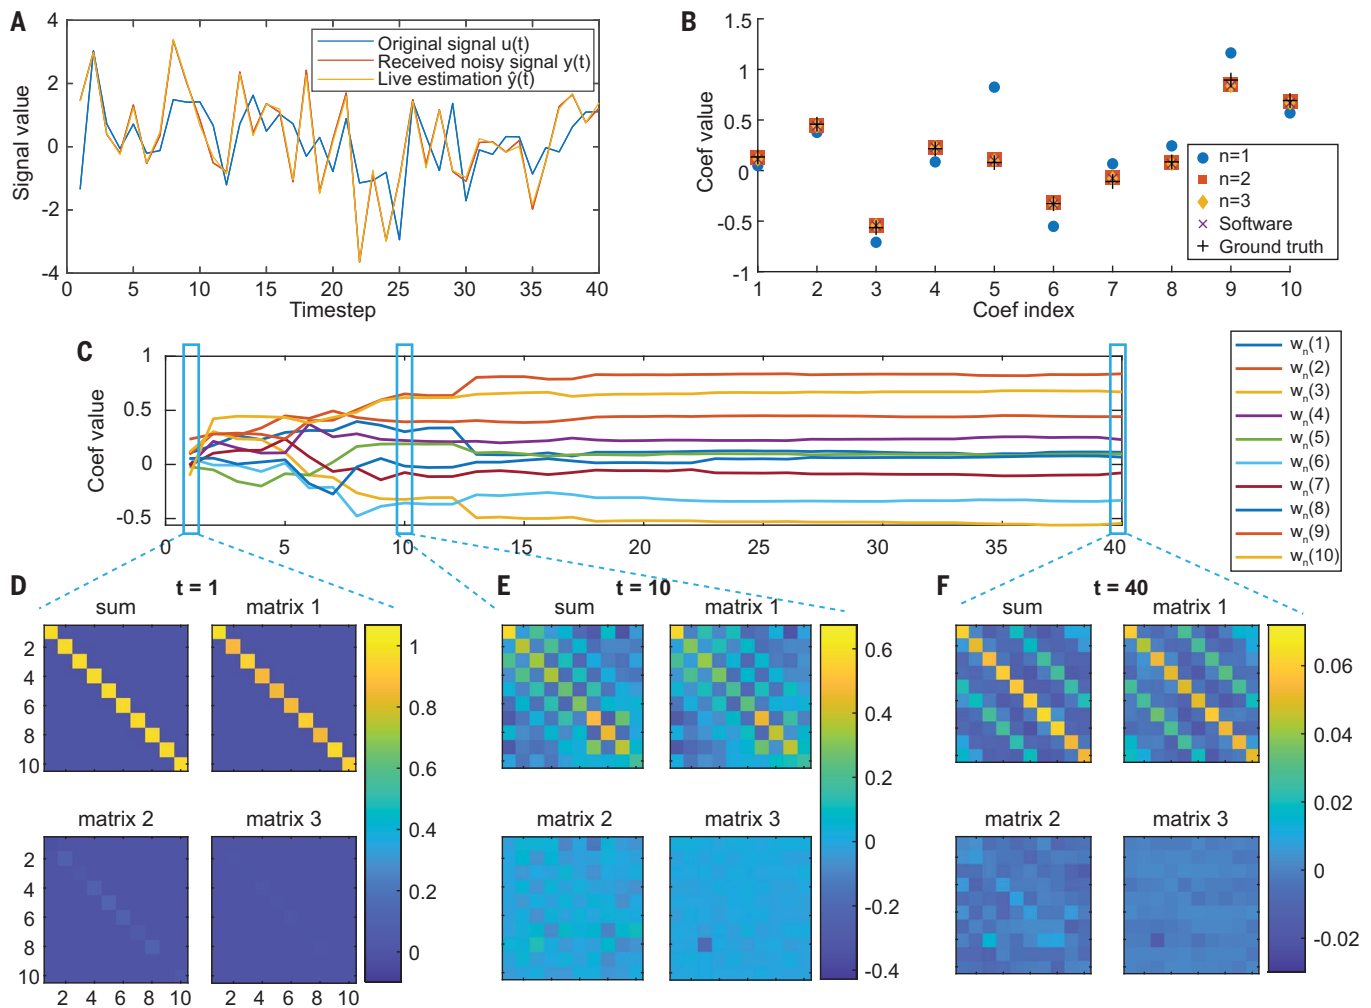 A
4
2
0
-2
-4
Signal value
0 5 10 15 20 25 30 35 40
Timestep
Original signal u(t)
Received noisy signal y(t)
Live estimation ŷ(t)
B
1.5
1
0.5
0
-0.5
-1
Coef value
1 2 3 4 5 6 7 8 9 10
Coef index
n=1
n=2
n=3
Software
Ground truth
C
1
0.5
0
-0.5
Coef value
0 5 10 15 20 25 30 35 40
wn(1)
wn(2)
wn(3)
wn(4)
wn(5)
wn(6)
wn(7)
wn(8)
wn(9)
wn(10)
D
t = 1
sum
matrix 1
2
4
6
8
10
matrix 2
matrix 3
2
4
6
8
10
2 4 6 8 10
2 4 6 8 10
1
0.8
0.6
0.4
0.2
0
E
t = 10
sum
matrix 1
matrix 2
matrix 3
0.6
0.4
0.2
0
-0.2
-0.4
F
t = 40
sum
matrix 1
matrix 2
matrix 3
0.06
0.04
0.02
0
-0.02